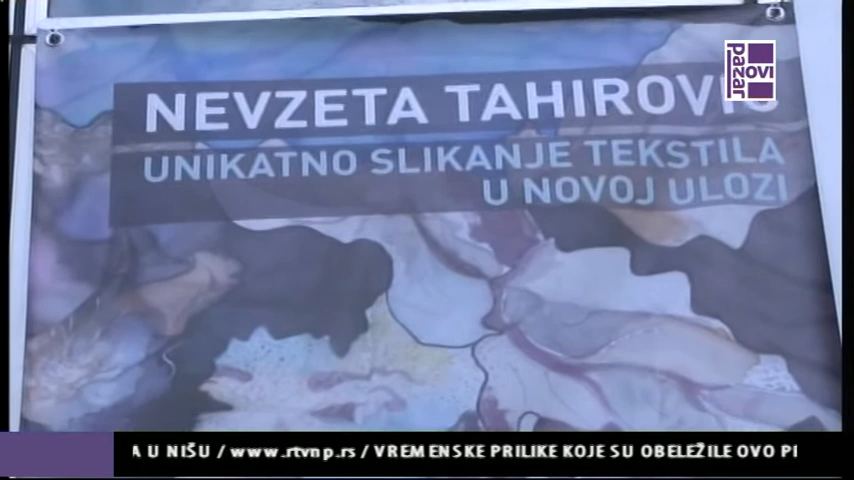 NOVI
pazar
NEVZETA TAHIROVIĆ
UNIKATNO SLIKANJE TEKSTILA
U NOVOJ ULOZI
A U NIŠU / www.rtvnp.rs / VREMENSKE PRILIKE KOJE SU OBELEŽILE OVO